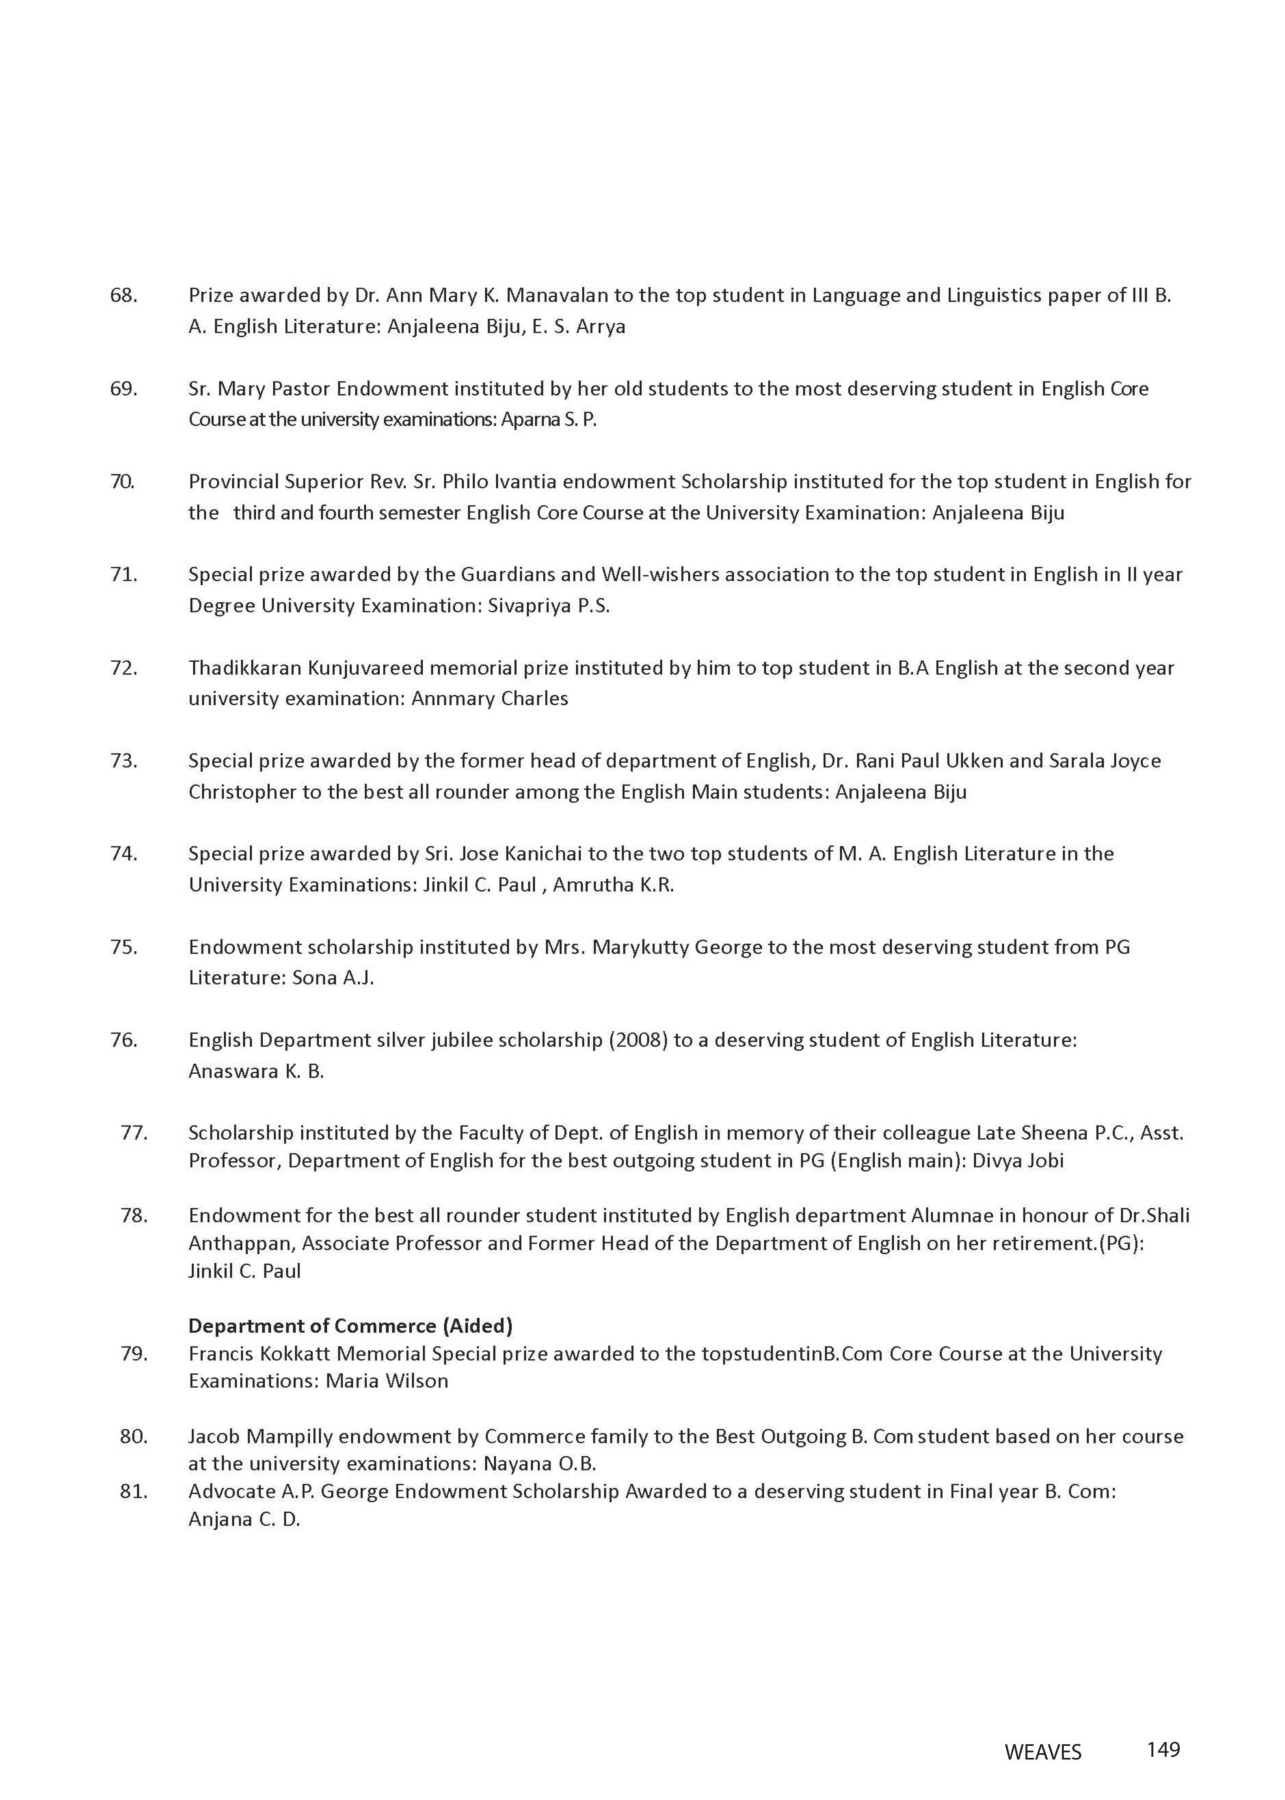 68. Prize awarded by Dr. Ann Mary K. Manavalan to the top student in Language and Linguistics paper of III B.
A. English Literature: Anjaleena Biju, E. S. Arrya
69. Sr. Mary Pastor Endowment instituted by her old students to the most deserving student in English Core
Course at the university examinations: Aparna S. P.
70. Provincial Superior Rev. Sr. Philo Ivantia endowment Scholarship instituted for the top student in English for
the third and fourth semester English Core Course at the University Examination: Anjaleena Biju
71. Special prize awarded by the Guardians and Well-wishers association to the top student in English in II year
Degree University Examination: Sivapriya P.S.
72. Thadikkaran Kunjuvareed memorial prize instituted by him to top student in B.A English at the second year
university examination: Annmary Charles
73. Special prize awarded by the former head of department of English, Dr. Rani Paul Ukken and Sarala Joyce
Christopher to the best all rounder among the English Main students: Anjaleena Biju
74. Special prize awarded by Sri. Jose Kanichai to the two top students of M. A. English Literature in the
University Examinations: Jinkil C. Paul , Amrutha K.R.
75. Endowment scholarship instituted by Mrs. Marykutty George to the most deserving student from PG
Literature: Sona A.J.
76. English Department silver jubilee scholarship (2008) to a deserving student of English Literature:
Anaswara K. B.
77. Scholarship instituted by the Faculty of Dept. of English in memory of their colleague Late Sheena P.C., Asst.
Professor, Department of English for the best outgoing student in PG (English main): Divya Jobi
78. Endowment for the best all rounder student instituted by English department Alumnae in honour of Dr.Shali
Anthappan, Associate Professor and Former Head of the Department of English on her retirement.(PG):
Jinkil C. Paul
Department of Commerce (Aided)
79. Francis Kokkatt Memorial Special prize awarded to the topstudentinB.Com Core Course at the University
Examinations: Maria Wilson
80. Jacob Mampilly endowment by Commerce family to the Best Outgoing B. Com student based on her course
at the university examinations: Nayana O.B.
81. Advocate A.P. George Endowment Scholarship Awarded to a deserving student in Final year B. Com:
Anjana C. D.
WEAVES 149